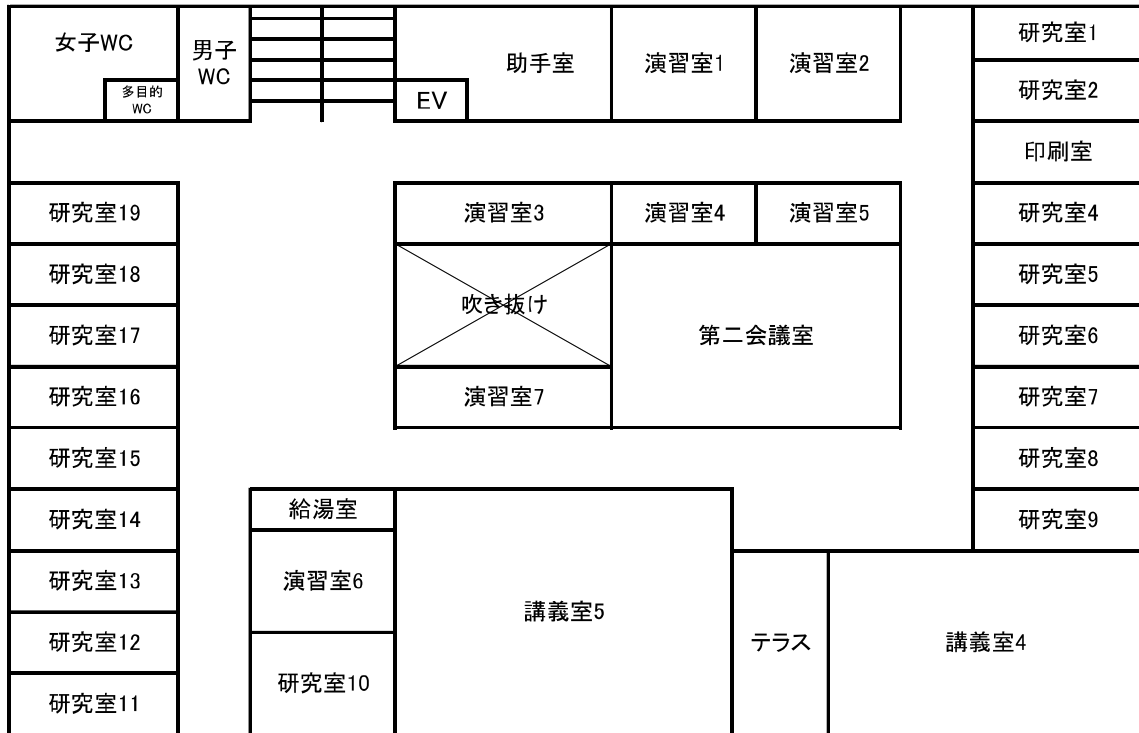 女子WC
男子
WC
助手室
演習室1
演習室2
研究室1
研究室2
多目的
WC
EV
印刷室
研究室19
演習室3
演習室4
演習室5
研究室4
研究室18
吹き抜け
研究室5
研究室17
第二会議室
研究室6
研究室16
演習室7
研究室7
研究室15
研究室8
給湯室
研究室14
研究室9
研究室13
演習室6
講義室5
研究室12
テラス
講義室4
研究室10
研究室11